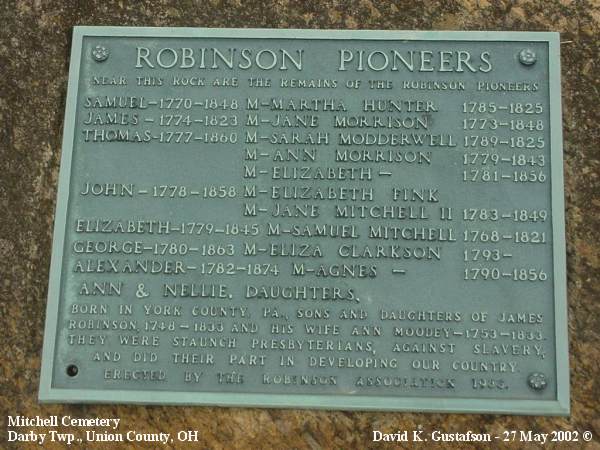 ROBINSON PIONEERS
NEAR THIS ROCK ARE THE REMAINS OF THE ROBINSON PIONEERS
SAMUEL-1770-1848 M-MARTHA HUNTER 1785-1825
JAMES-1774-1823 M-JANE MORRISON 1773-1848
THOMAS-1777-1860 M-SARAH MODDERWELL 1789-1825
M-ANN MORRISON 1779-1843
M-ELIZABETH- 1781-1856
JOHN-1778-1858 M-ELIZABETH FINK
M-JANE MITCHELL II 1783-1849
ELIZABETH-1779-1845 M-SAMUEL MITCHELL 1768-1821
GEORGE-1780-1863 M-ELIZA CLARKSON 1793-
ALEXANDER-1782-1874 M-AGNES - 1790-1856
ANN & NELLIE, DAUGHTERS,
BORN IN YORK COUNTY, PA., SONS AND DAUGHTERS OF JAMES
ROBINSON, 1748-1833 AND HIS WIFE ANN MOUDEY-1753-1833.
THEY WERE STAUNCH PRESBYTERIANS, AGAINST SLAVERY,
AND DID THEIR PART IN DEVELOPING OUR COUNTRY.
ERECTED BY THE ROBINSON ASSOCIATION
Mitchell Cemetery
Darby Twp., Union County, OH
David K. Gustafson - 27 May 2002 ©